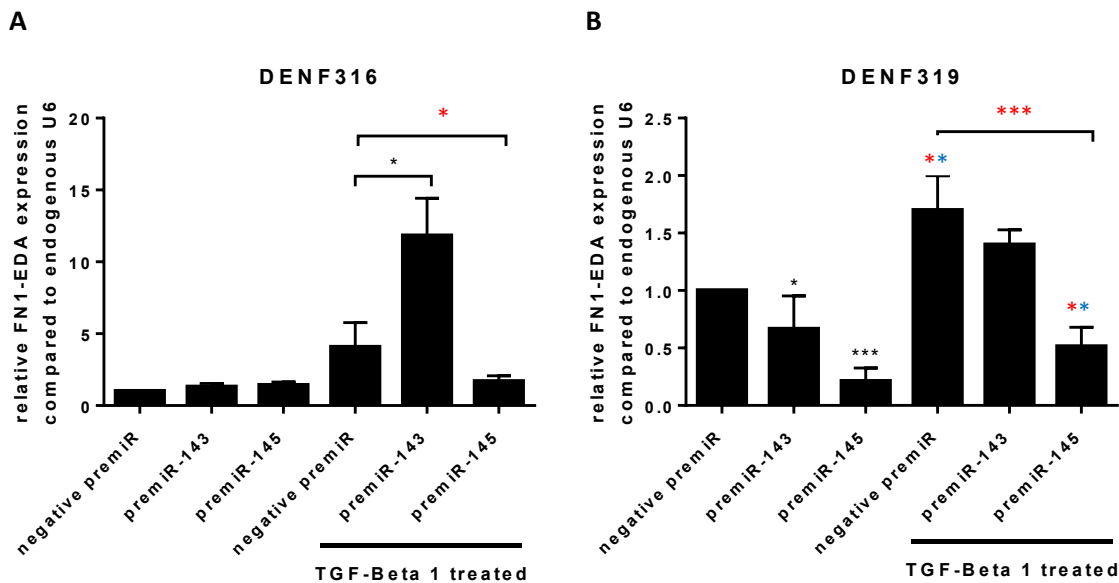 A
DENF316
relative FN1-EDA expression
compared to endogenous U6
20
15
10
5
0
*
*
negative premiR
premiR-143
premiR-145
negative premiR
premiR-143
premiR-145
TGF-Beta 1 treated
B
DENF319
relative FN1-EDA expression
compared to endogenous U6
2.5
2.0
1.5
1.0
0.5
0.0
***
**
*
***
**
negative premiR
premiR-143
premiR-145
negative premiR
premiR-143
premiR-145
TGF-Beta 1 treated